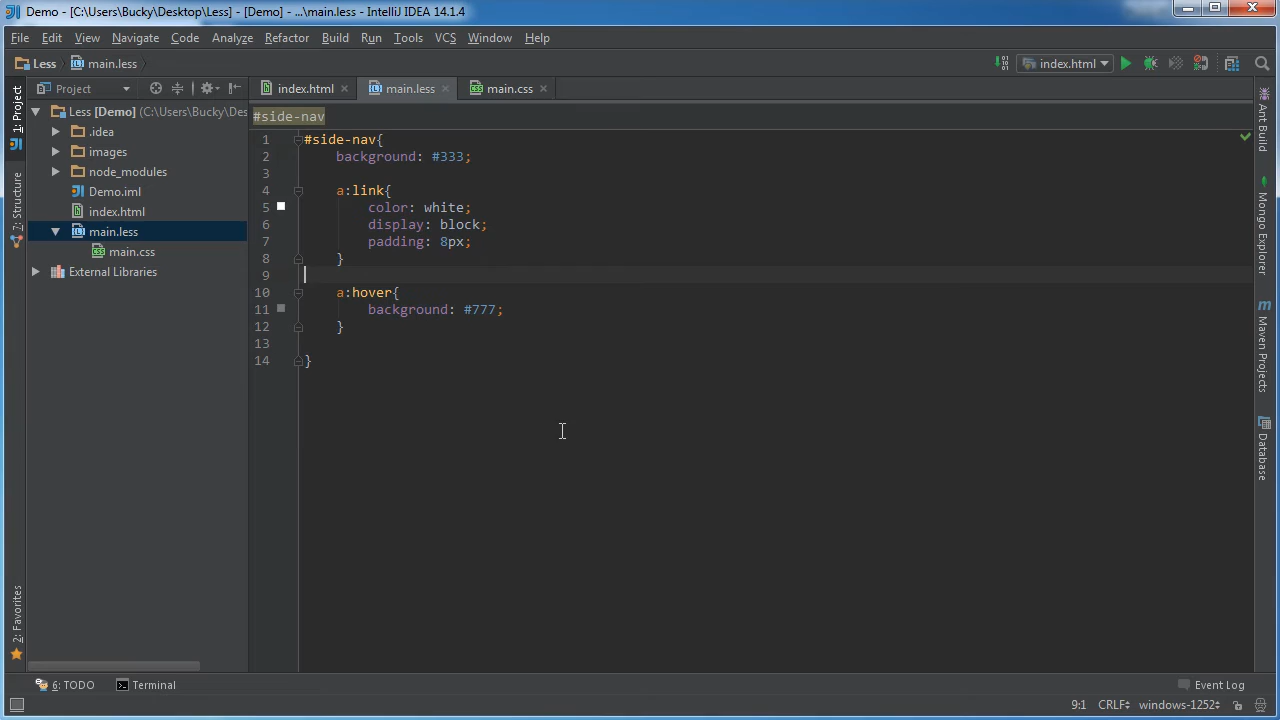 Demo - [C:\Users\Bucky\Desktop\Less] - [Demo] - ...\main.less - IntelliJ IDEA 14.1.4
File Edit View Navigate Code Analyze Refactor Build Run Tools VCS Window Help
Less main.less index.html
Project index.html main.less main.css
#side-nav
Less [Demo] (C:\Users\Bucky\Des
.idea
images
node_modules
Demo.iml
index.html
main.less
main.css
External Libraries
1 #side-nav{
2 background: #333;
3
4 a:link{
5 color: white;
6 display: block;
7 padding: 8px;
8 }
9
10 a:hover{
11 background: #777;
12 }
13
14 }
1: Project
7: Structure
2: Favorites
Ant Build
Mongo Explorer
Maven Projects
Database
6: TODO Terminal Event Log
9:1 CRLF windows-1252